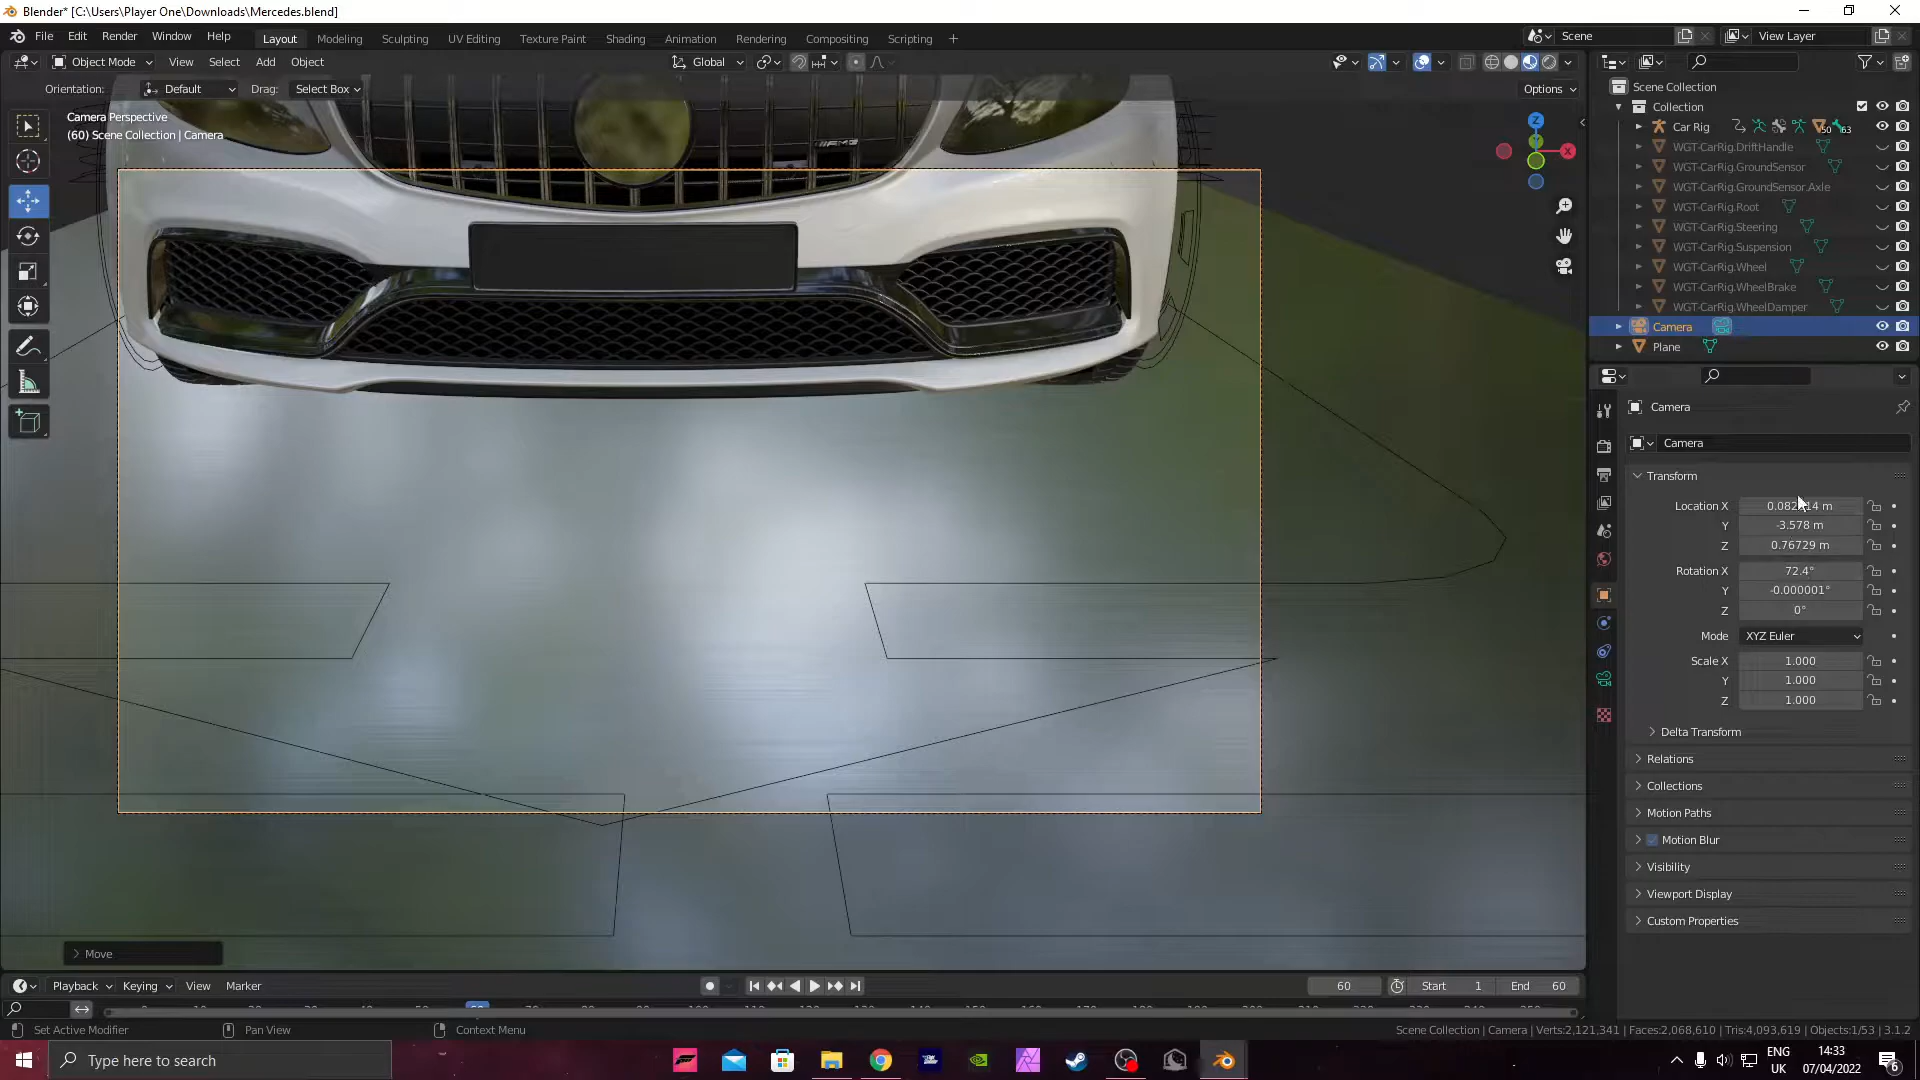 Blender* [C:\Users\Player One\Downloads\Mercedes.blend]
File Edit Render Window Help
Layout Modeling Sculpting UV Editing Texture Paint Shading Animation Rendering Compositing Scripting +
Scene
View Layer
Object Mode View Select Add Object
Global
Orientation: Default Drag: Select Box
Options
Camera Perspective
(60) Scene Collection | Camera
Z
X
Scene Collection
Collection
Car Rig 50 63
WGT-CarRig.DriftHandle
WGT-CarRig.GroundSensor
WGT-CarRig.GroundSensor.Axle
WGT-CarRig.Root
WGT-CarRig.Steering
WGT-CarRig.Suspension
WGT-CarRig.Wheel
WGT-CarRig.WheelBrake
WGT-CarRig.WheelDamper
Camera
Plane
Camera
Camera
Transform
Y -3.578 m
Z 0.76729 m
Rotation X 72.4°
Y -0.000001°
Z 0°
Mode XYZ Euler
Scale X 1.000
Y 1.000
Z 1.000
Delta Transform
Relations
Collections
Motion Paths
Motion Blur
Visibility
Viewport Display
Custom Properties
Move
Playback Keying View Marker
60 Start 1 End 60
Set Active Modifier Pan View Context Menu
Scene Collection | Camera | Verts:2,121,341 | Faces:2,068,610 | Tris:4,093,619 | Objects:1/53 | 3.1.2
Type here to search
ENG
UK
14:33
07/04/2022
6